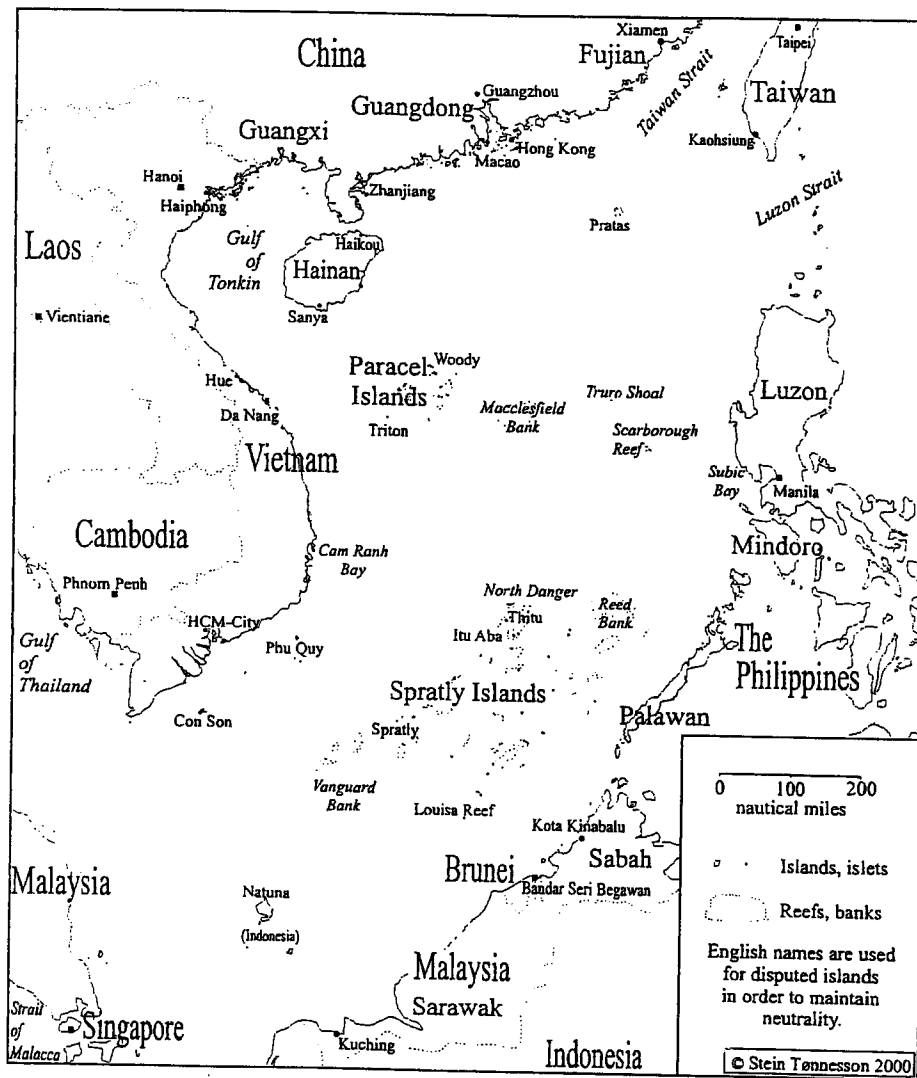 Xiamen
Taipei
China
Fujian
Taiwan Strait
Taiwan
Guangzhou
Guangdong
Guangxi
Kaohsiung
Hong Kong
Macao
Hanoi
Zhanjiang
Haiphong
Luzon Strait
Pratas
Gulf
of
Tonkin
Haikou
Laos
Hainan
Sanya
Vientiane
Paracel
Islands
Woody
Hue
Luzon
Truro Shoal
Macclesfield
Bank
Da Nang
Triton
Scarborough
Reef
Vietnam
Subic
Bay
Manila
Cambodia
Mindoro
Cam Ranh
Bay
Phnom Penh
North Danger
Reed
Bank
HCM-City
Thitu
Itu Aba
Gulf
of
Thailand
Phu Quy
The
Philippines
Spratly Islands
Palawan
Con Son
Spratly
Vanguard
Bank
Louisa Reef
0 100 200
nautical miles
Kota Kinabalu
Sabah
Brunei
Bandar Seri Begawan
Islands, islets
Malaysia
Natuna
(Indonesia)
Reefs, banks
English names are used
for disputed islands
in order to maintain
neutrality.
Malaysia
Sarawak
Strait
of
Malacca
Singapore
Kuching
Indonesia
© Stein Tønnesson 2000